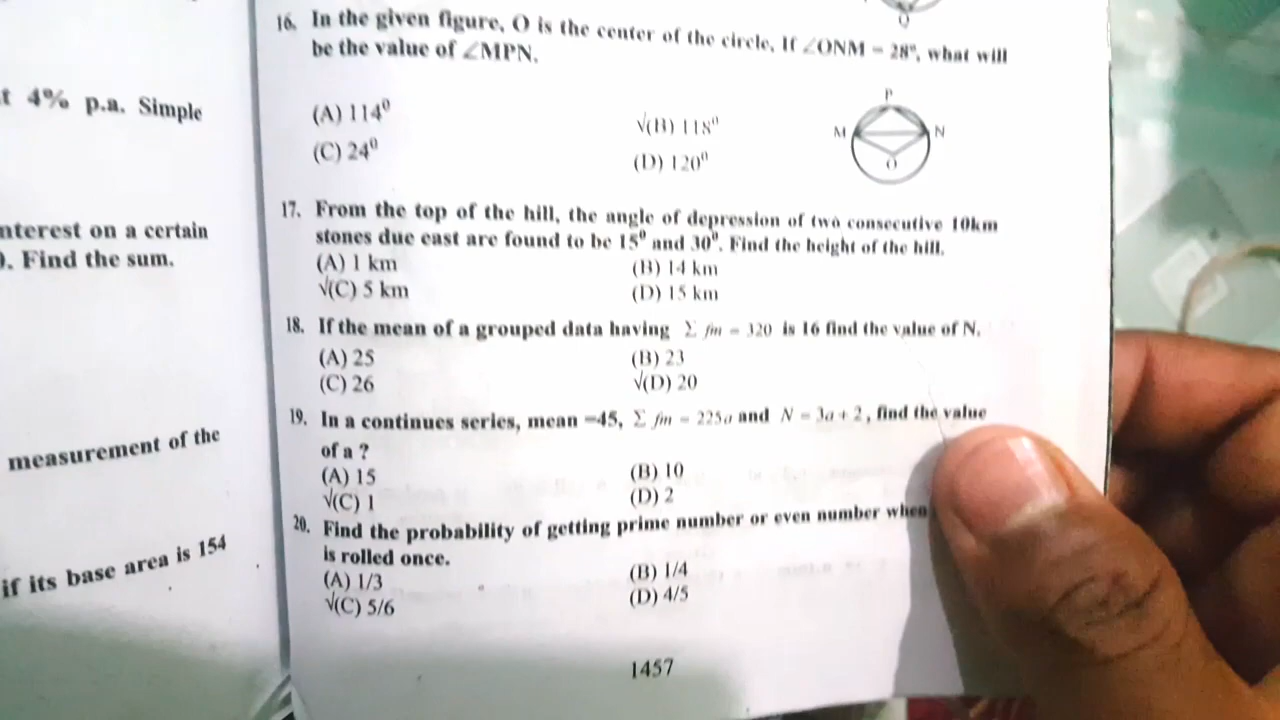 t 4% p.a. Simple
nterest on a certain
). Find the sum.
measurement of the
if its base area is 154
Q
16. In the given figure, O is the center of the circle. If ∠ONM = 28°, what will
be the value of ∠MPN.
(A) 114⁰
√(B) 118⁰
(C) 24⁰
(D) 120⁰
P
M
N
O
17. From the top of the hill, the angle of depression of two consecutive 10km
stones due east are found to be 15⁰ and 30⁰. Find the height of the hill.
(A) 1 km
(B) 14 km
√(C) 5 km
(D) 15 km
18. If the mean of a grouped data having Σ fm = 320 is 16 find the value of N.
(A) 25
(B) 23
(C) 26
√(D) 20
19. In a continues series, mean =45, Σ fm = 225a and N = 3a + 2, find the value
of a ?
(A) 15
(B) 10
√(C) 1
(D) 2
20. Find the probability of getting prime number or even number when
is rolled once.
(A) 1/3
(B) 1/4
√(C) 5/6
(D) 4/5
1457